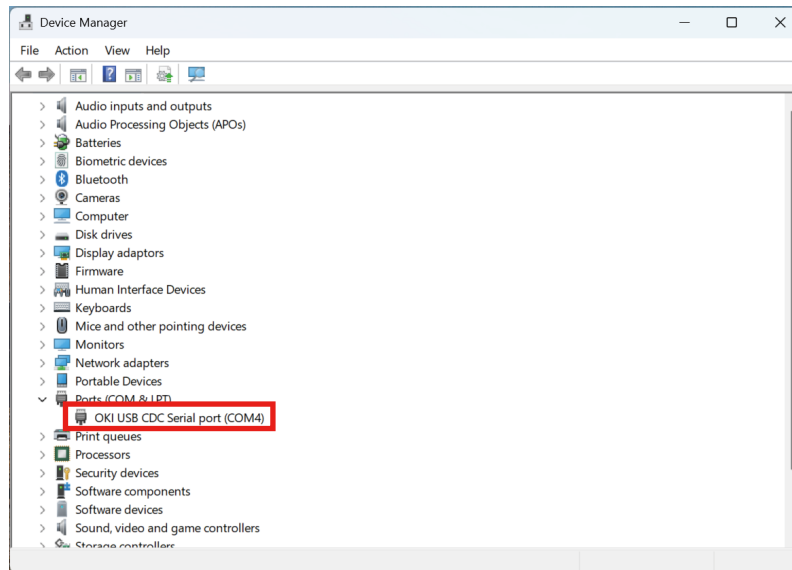 Device Manager
File Action View Help
Audio inputs and outputs
Audio Processing Objects (APOs)
Batteries
Biometric devices
Bluetooth
Cameras
Computer
Disk drives
Display adaptors
Firmware
Human Interface Devices
Keyboards
Mice and other pointing devices
Monitors
Network adapters
Portable Devices
Ports (COM & LPT)
OKI USB CDC Serial port (COM4)
Print queues
Processors
Security devices
Software components
Software devices
Sound, video and game controllers
Storage controllers